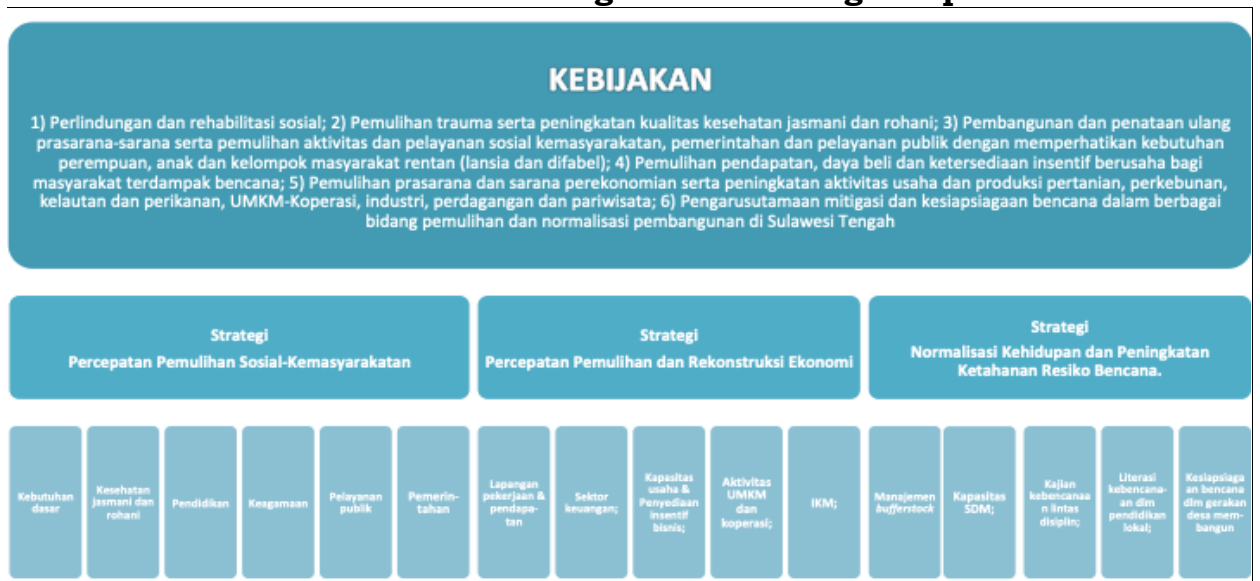 KEBIJAKAN
1) Perlindungan dan rehabilitasi sosial; 2) Pemulihan trauma serta peningkatan kualitas kesehatan jasmani dan rohani; 3) Pembangunan dan penataan ulang
prasarana-sarana serta pemulihan aktivitas dan pelayanan sosial kemasyarakatan, pemerintahan dan pelayanan publik dengan memperhatikan kebutuhan
perempuan, anak dan kelompok masyarakat rentan (lansia dan difabel); 4) Pemulihan pendapatan, daya beli dan ketersediaan insentif berusaha bagi
masyarakat terdampak bencana; 5) Pemulihan prasarana dan sarana perekonomian serta peningkatan aktivitas usaha dan produksi pertanian, perkebunan,
kelautan dan perikanan, UMKM-Koperasi, industri, perdagangan dan pariwisata; 6) Pengarusutamaan mitigasi dan kesiapsiagaan bencana dalam berbagai
bidang pemulihan dan normalisasi pembangunan di Sulawesi Tengah
Strategi
Percepatan Pemulihan Sosial-Kemasyarakatan
Strategi
Percepatan Pemulihan dan Rekonstruksi Ekonomi
Strategi
Normalisasi Kehidupan dan Peningkatan
Ketahanan Resiko Bencana.
Kebutuhan
dasar
Kesehatan
jasmani dan
rohani
Pendidikan
Keagamaan
Pelayanan
publik
Pemerin-
tahan
Lapangan
pekerjaan &
pendapa-
tan
Sektor
keuangan;
Kapasitas
usaha &
Penyediaan
insentif
bisnis;
Aktivitas
UMKM
dan
koperasi;
IKM;
Manajemen
bufferstock
Kapasitas
SDM;
Kajian
kebencanaa
n lintas
disiplin;
Literasi
kebencana-
an dlm
pendidikan
lokal;
Kesiapsiaga
an bencana
dlm gerakan
desa mem-
bangun